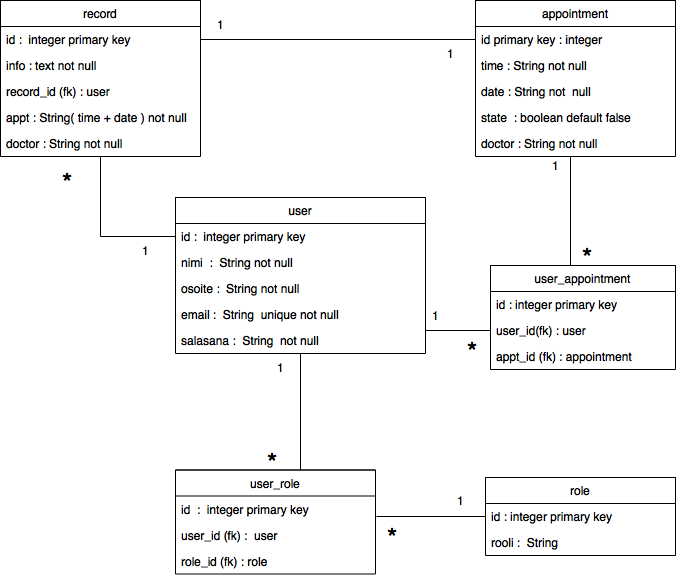 record
id : integer primary key
info : text not null
record_id (fk) : user
appt : String( time + date ) not null
doctor : String not null
1
1
appointment
id primary key : integer
time : String not null
date : String not null
state : boolean default false
doctor : String not null
*
1
1
*
user
id : integer primary key
nimi : String not null
osoite : String not null
email : String unique not null
salasana : String not null
1
*
user_appointment
id : integer primary key
user_id(fk) : user
appt_id (fk) : appointment
1
*
user_role
id : integer primary key
user_id (fk) : user
role_id (fk) : role
1
*
role
id : integer primary key
rooli : String